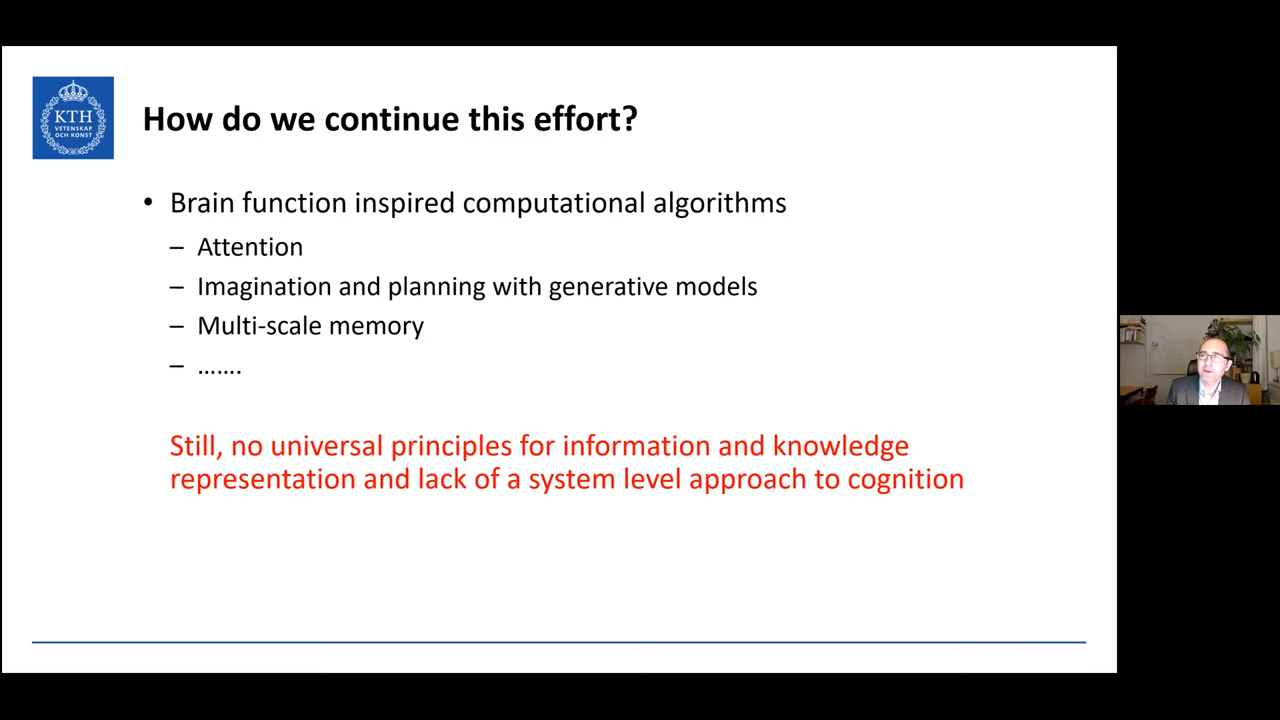 KTH
VETENSKAP
OCH KONST
How do we continue this effort?
• Brain function inspired computational algorithms
– Attention
– Imagination and planning with generative models
– Multi-scale memory
– …….
Still, no universal principles for information and knowledge
representation and lack of a system level approach to cognition